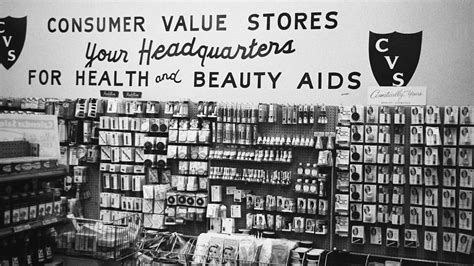 CVS
CONSUMER VALUE STORES
Your Headquarters
FOR HEALTH and BEAUTY AIDS
CVS